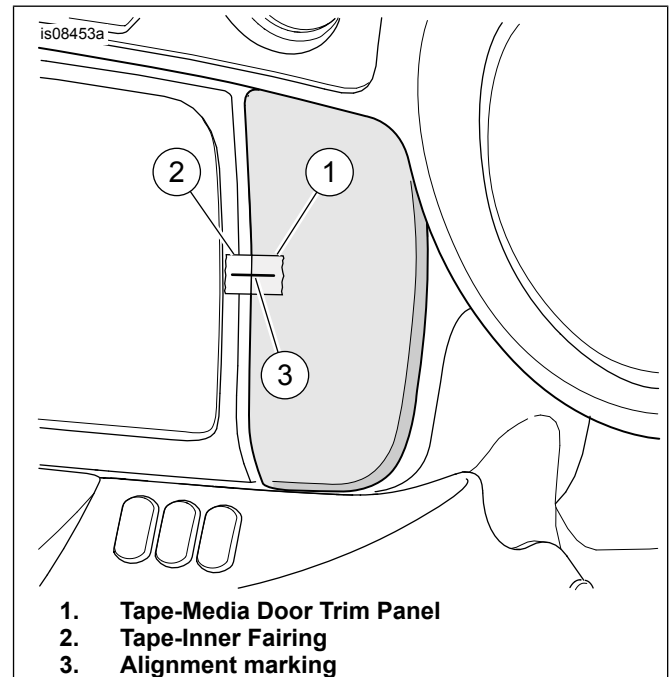 is08453a
2 1
3
1. Tape-Media Door Trim Panel
2. Tape-Inner Fairing
3. Alignment marking